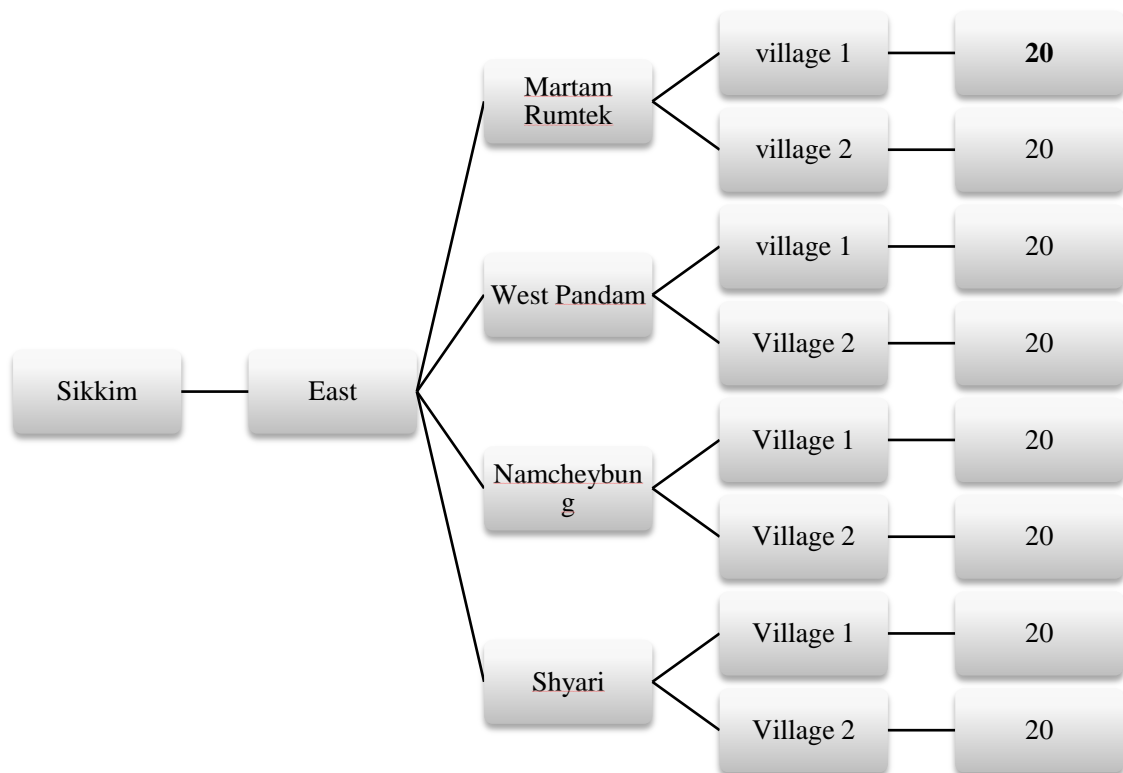 Sikkim
East
Martam
Rumtek
village 1
20
village 2
20
West Pandam
village 1
20
Village 2
20
Namcheybun
g
Village 1
20
Village 2
20
Shyari
Village 1
20
Village 2
20